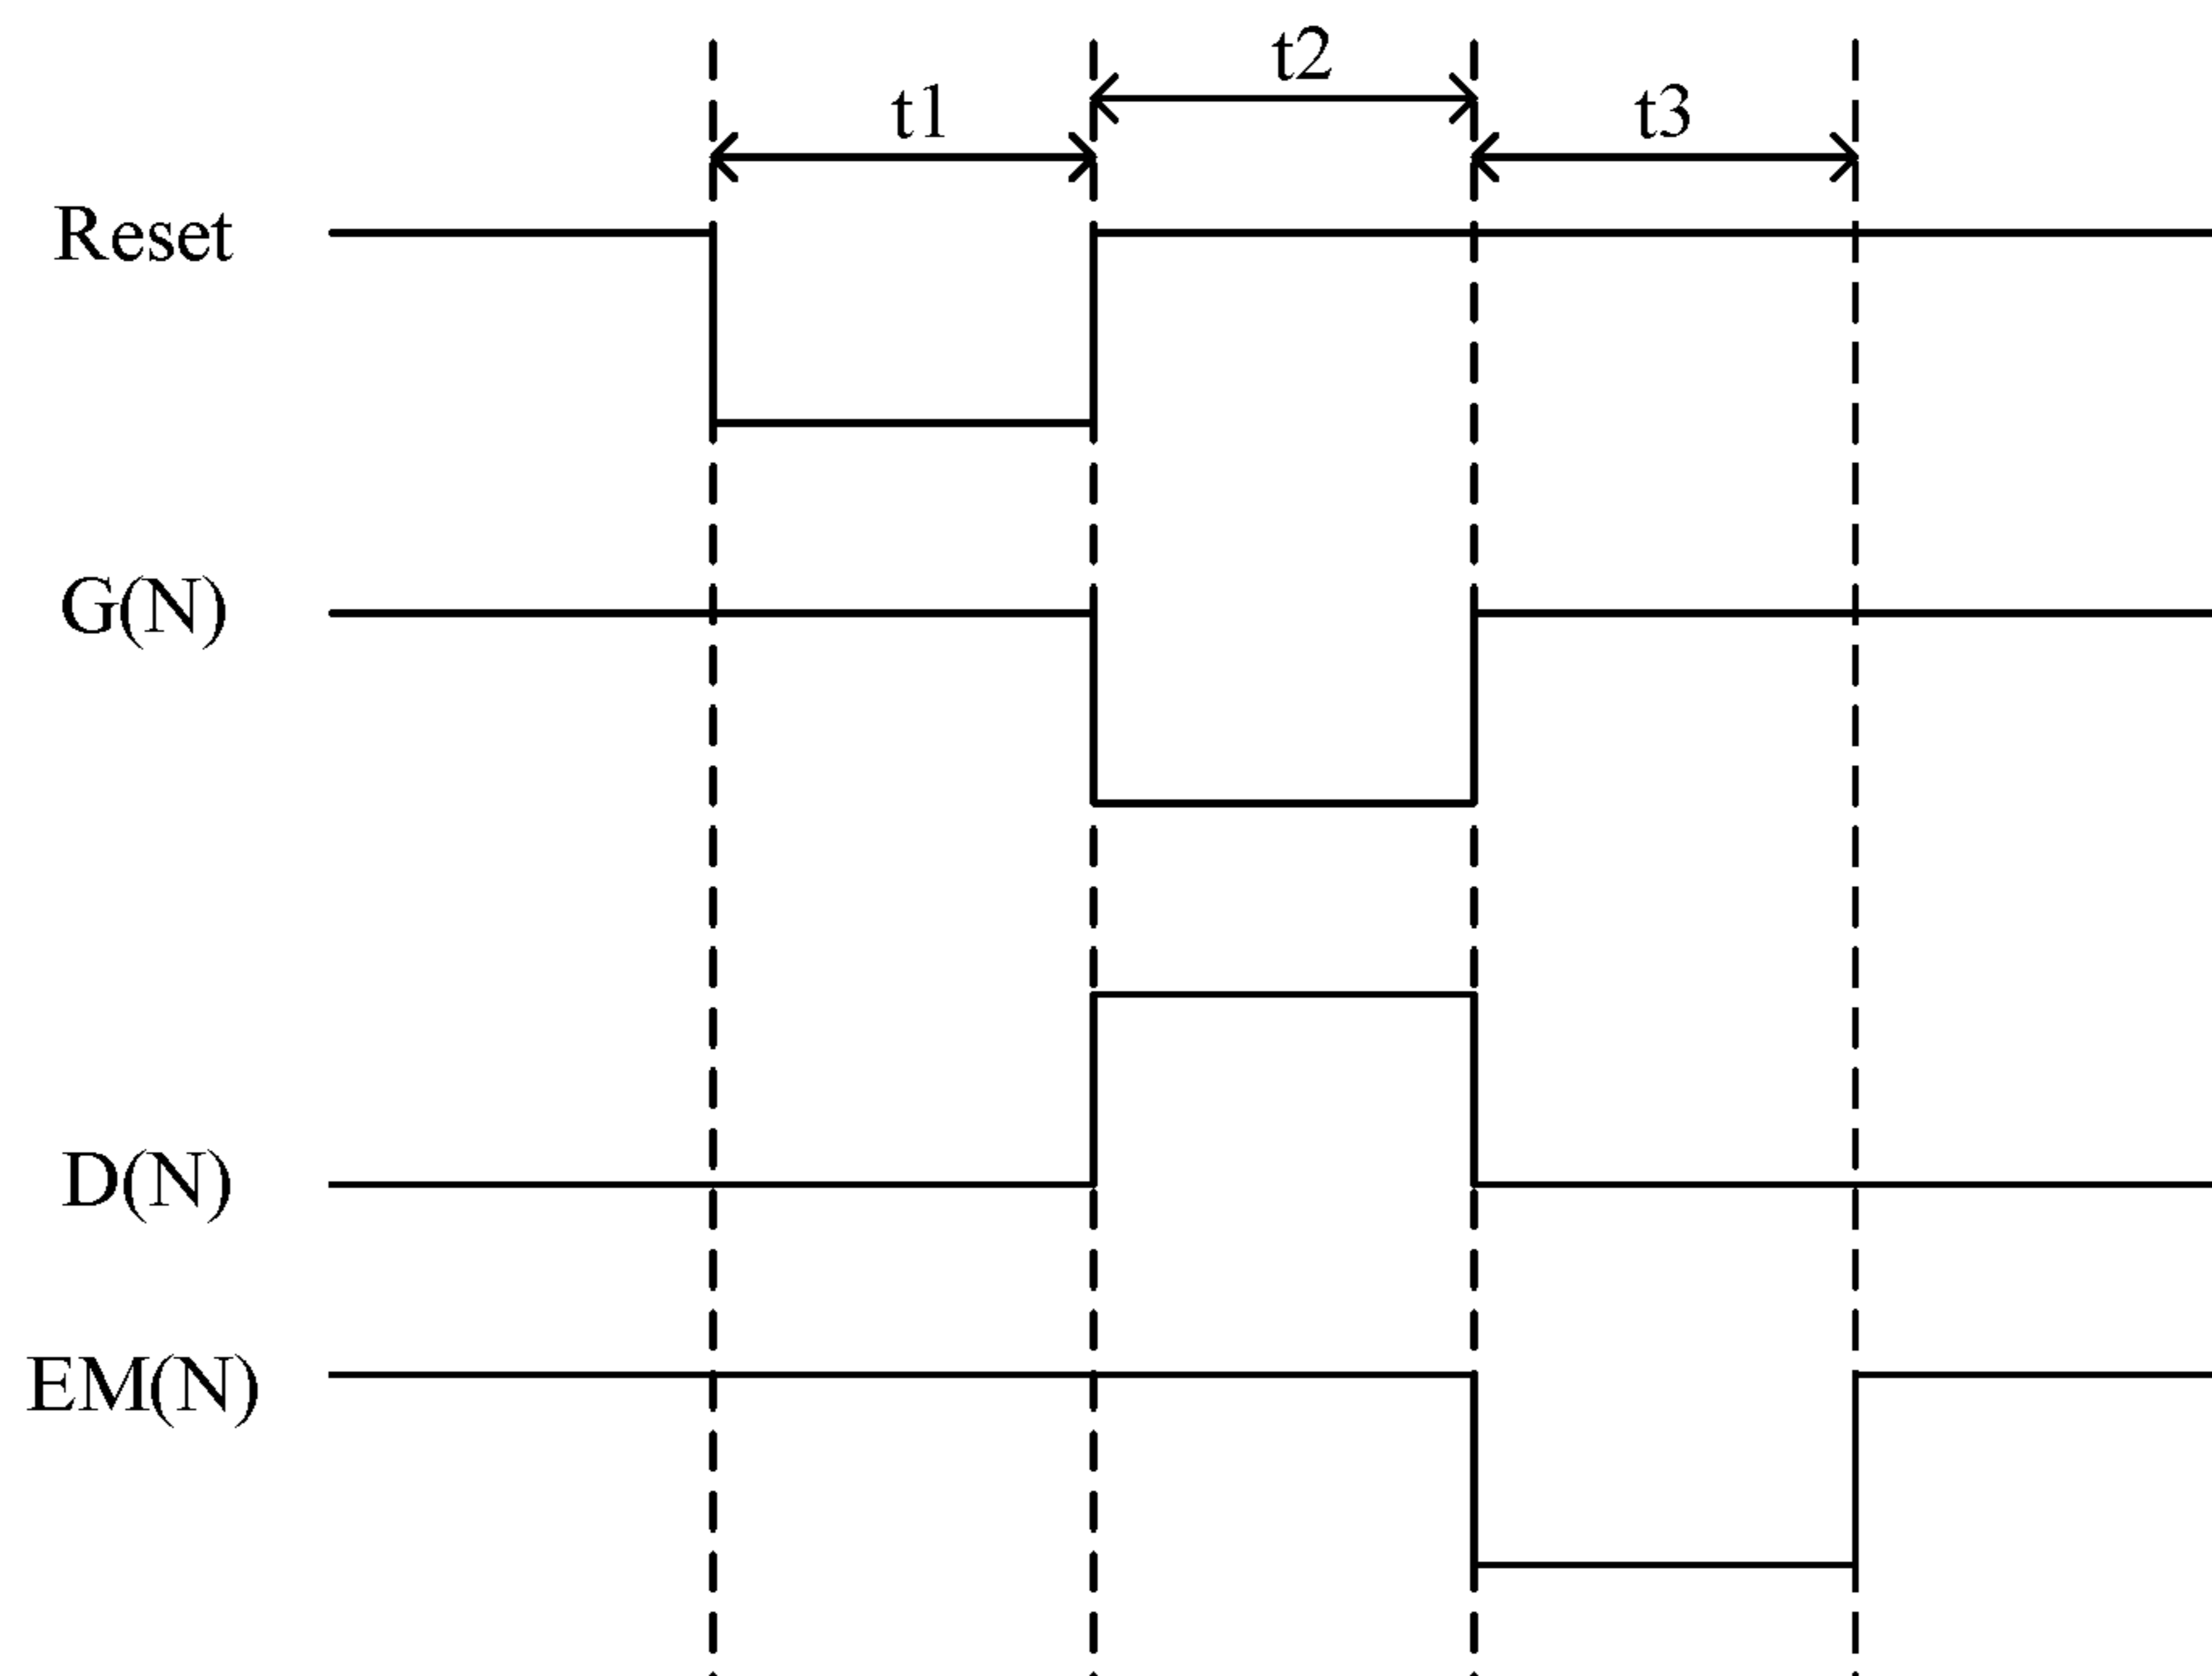 t2
t1
t3
Reset
G(N)
D(N)
EM(N)